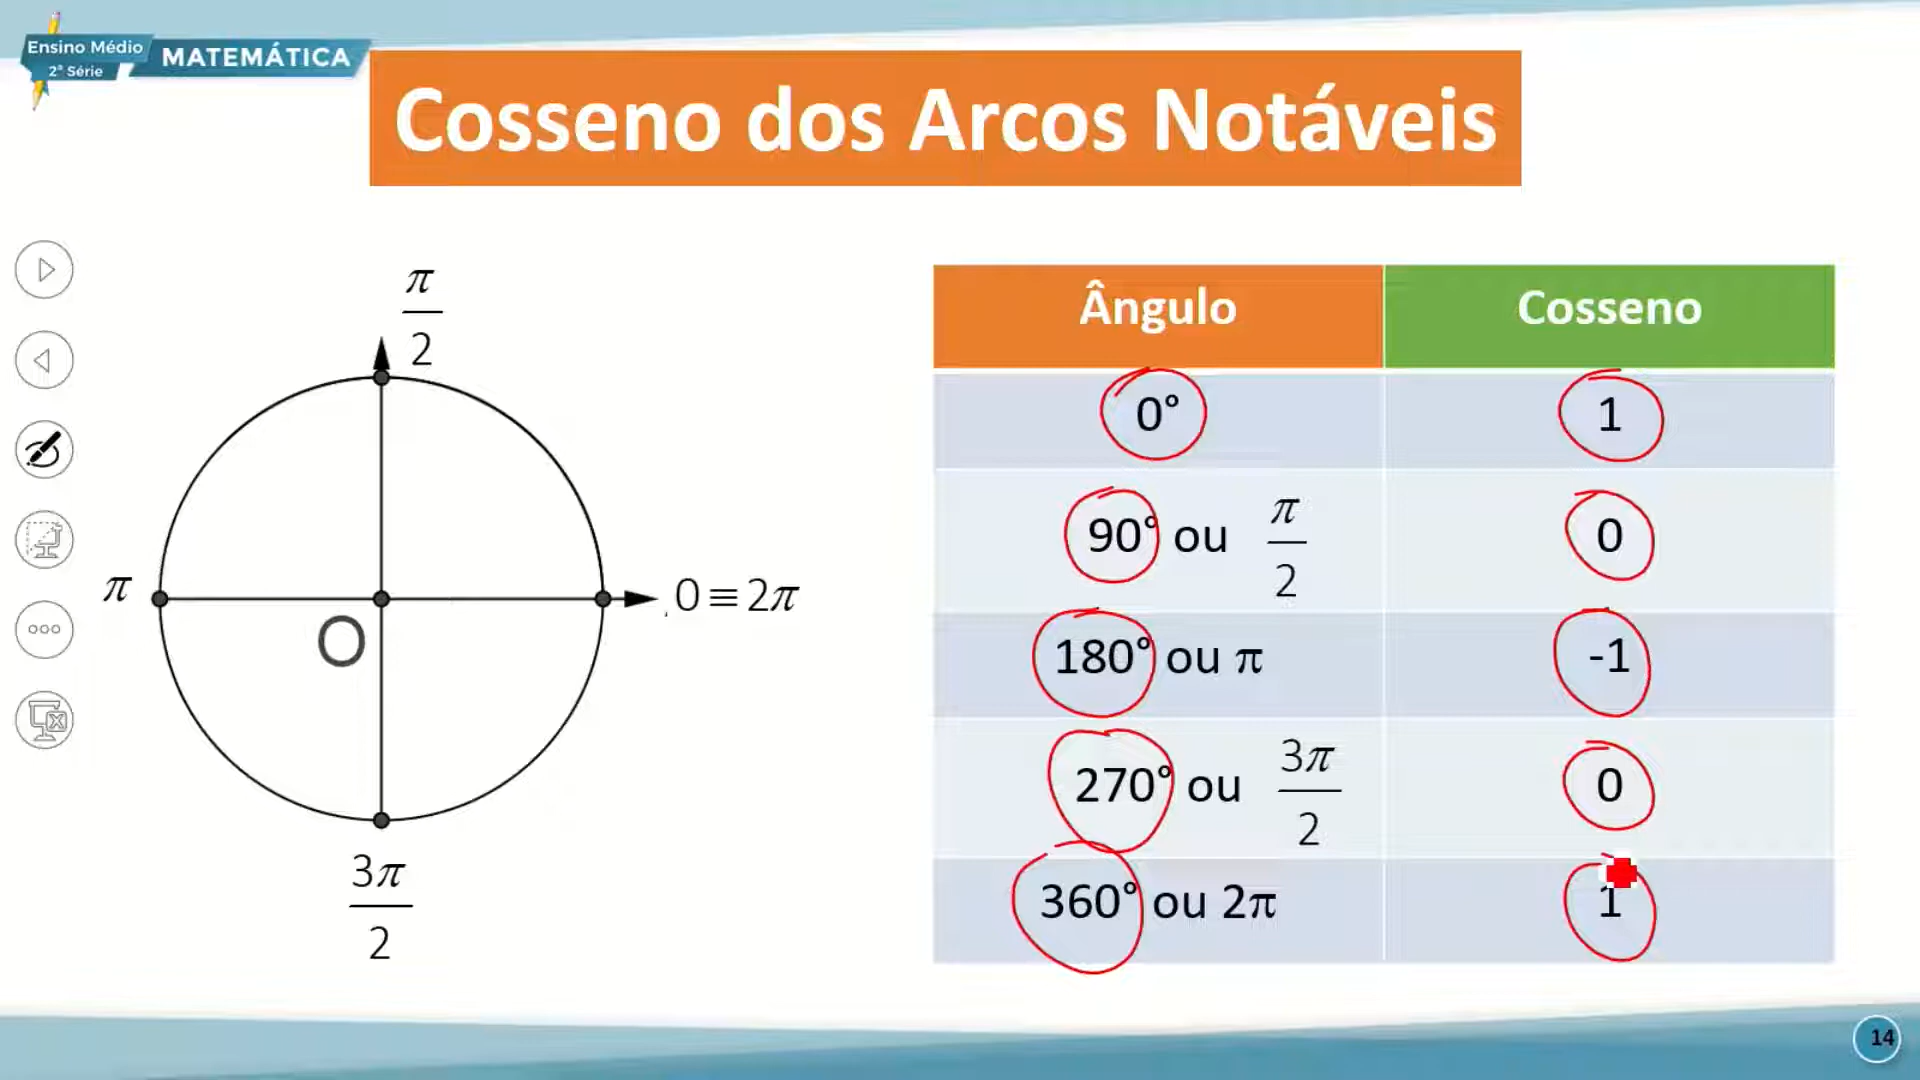 Ensino Médio
2ª Série
MATEMÁTICA
Cosseno dos Arcos Notáveis
π/2
π
O
0 ≡ 2π
3π/2
Ângulo Cosseno
0° 1
90° ou π/2 0
180° ou π -1
270° ou 3π/2 0
360° ou 2π 1
14